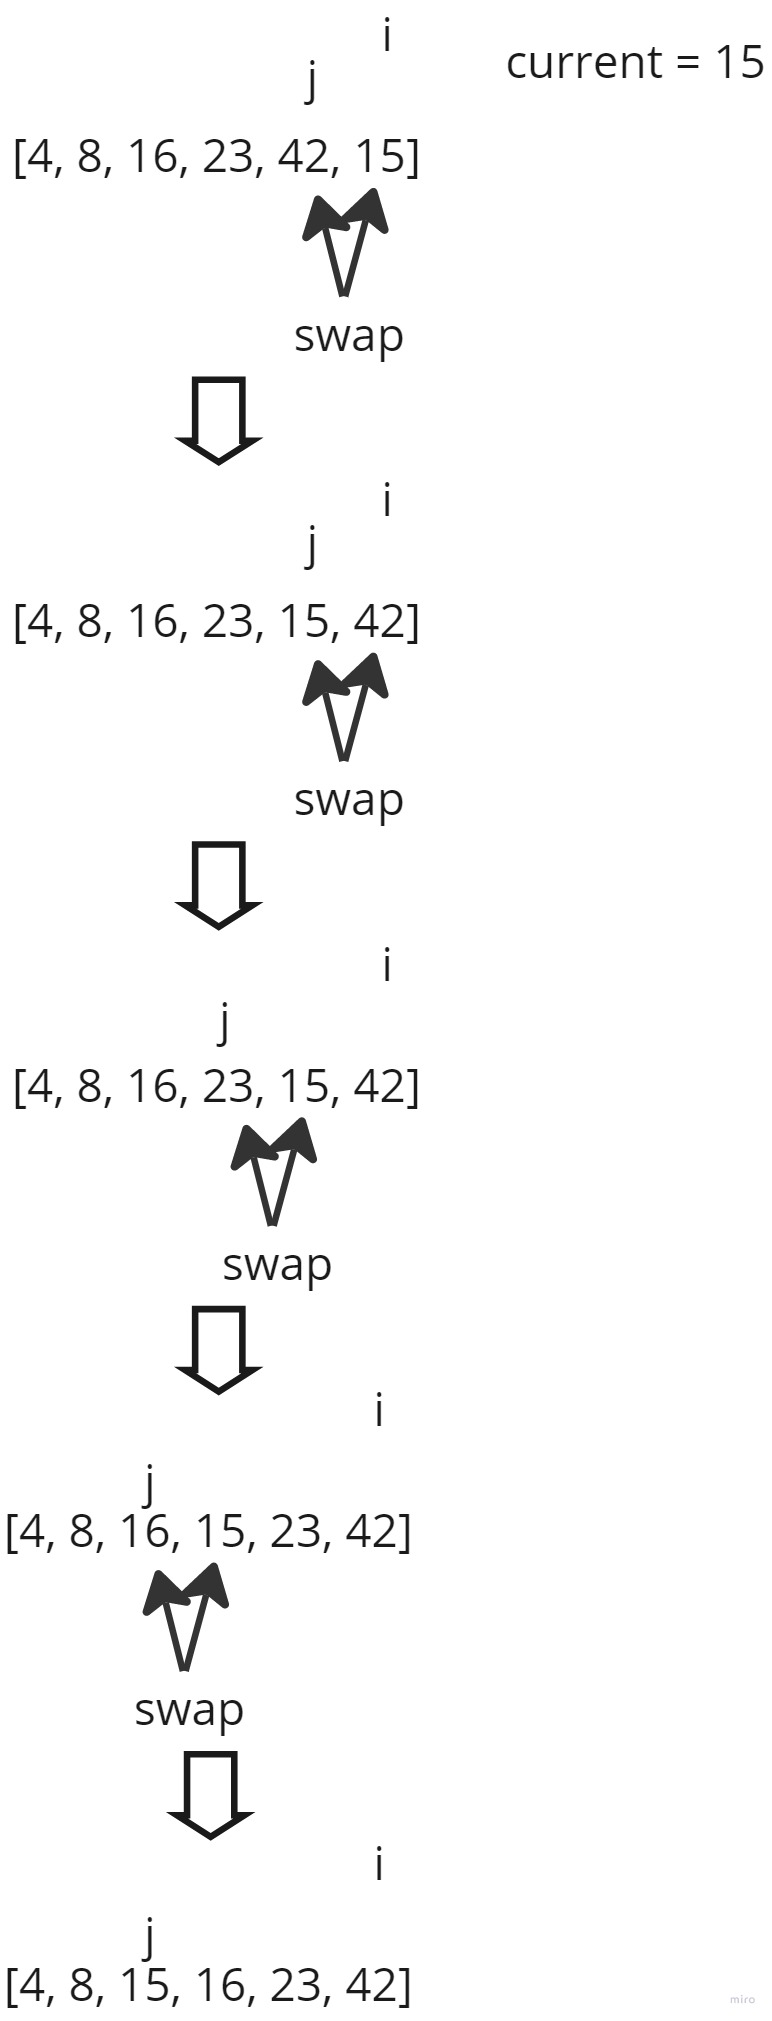 i
j
current = 15
[4, 8, 16, 23, 42, 15]
swap
i
j
[4, 8, 16, 23, 15, 42]
swap
i
j
[4, 8, 16, 23, 15, 42]
swap
i
j
[4, 8, 16, 15, 23, 42]
swap
i
j
[4, 8, 15, 16, 23, 42]
miro